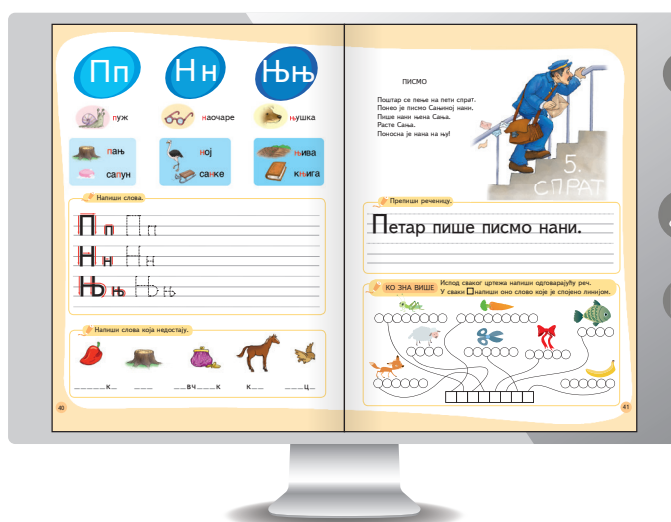 Пп
Нн
Њњ
пуж
наочаре
њушка
пањ
ној
њива
сапун
санке
књига
Напиши слова.
П п П п
Н н Н н
Њ њ Њ њ
Напиши слова која недостају.
_ _ _ _ _ к _
_ _ _
_ _ вч _ _ _ к
к _ _
_ _ _ ц _
40
ПИСМО
Поштар се пење на пети спрат.
Понео је писмо Сањиној нани.
Пише нани њена Сања.
Расте Сања.
Поносна је нана на њу!
5.
СПРАТ
Препиши реченицу.
Петар пише писмо нани.
КО ЗНА ВИШЕ
Испод сваког цртежа напиши одговарајућу реч.
У сваки напиши оно слово које је спојено линијом.
41